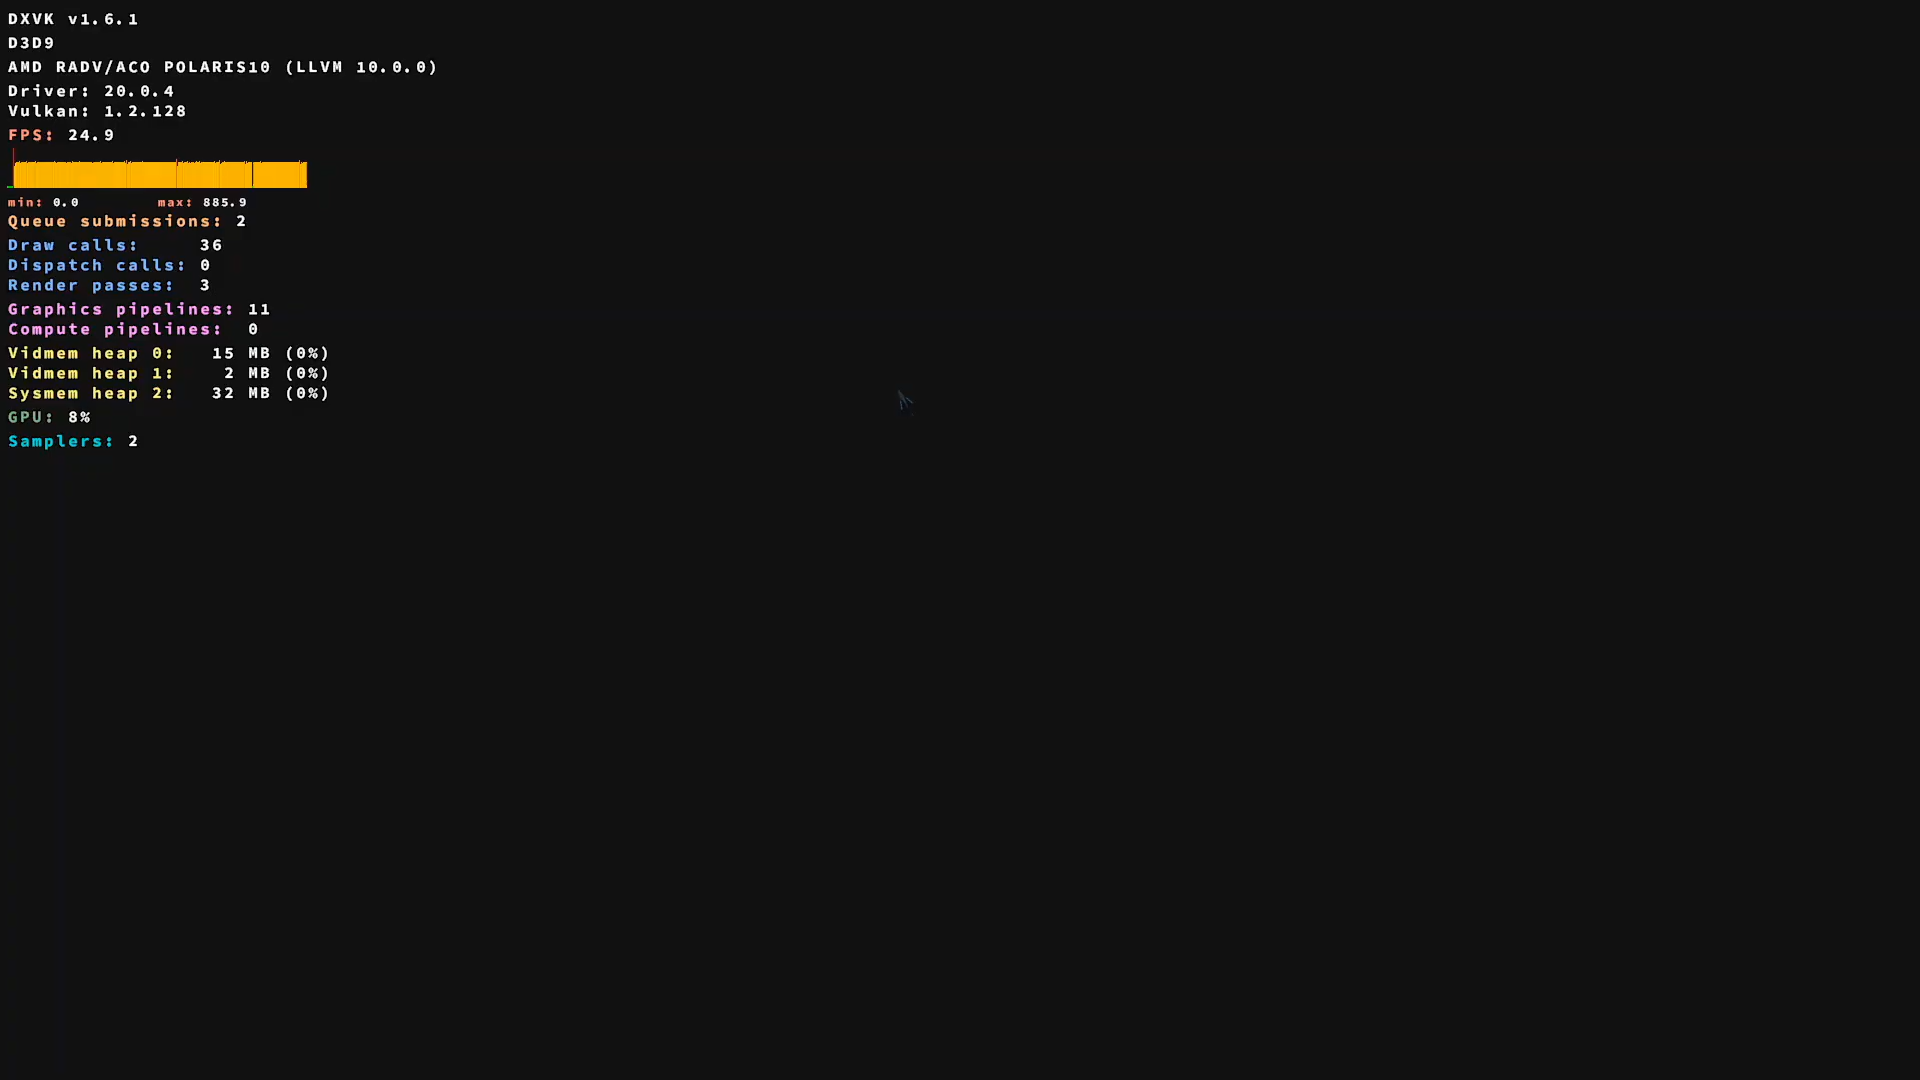 DXVK v1.6.1
D3D9
AMD RADV/ACO POLARIS10 (LLVM 10.0.0)
Driver: 20.0.4
Vulkan: 1.2.128
FPS: 24.9
min: 0.0 max: 885.9
Queue submissions: 2
Draw calls: 36
Dispatch calls: 0
Render passes: 3
Graphics pipelines: 11
Compute pipelines: 0
Vidmem heap 0: 15 MB (0%)
Vidmem heap 1: 2 MB (0%)
Sysmem heap 2: 32 MB (0%)
GPU: 8%
Samplers: 2